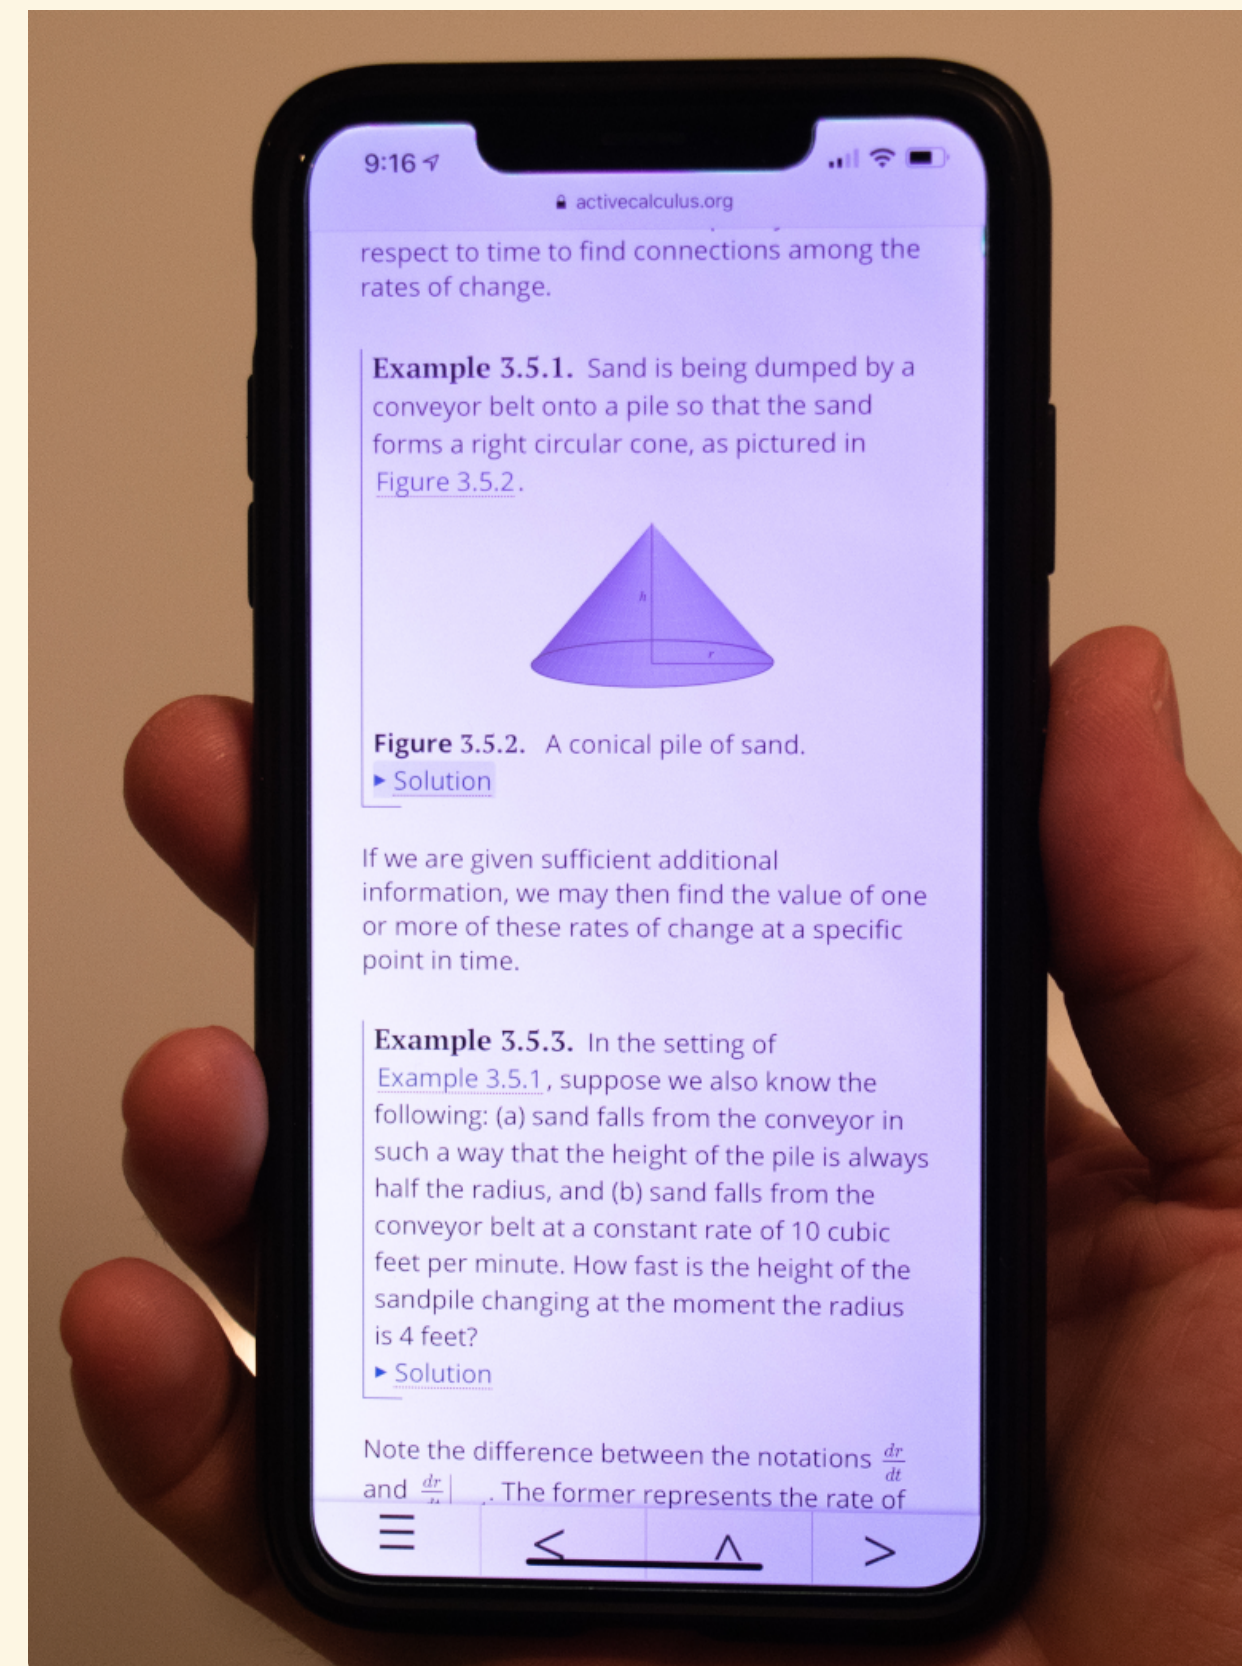 9:16
activecalculus.org
respect to time to find connections among the
rates of change.
Example 3.5.1. Sand is being dumped by a
conveyor belt onto a pile so that the sand
forms a right circular cone, as pictured in
Figure 3.5.2.
h
r
Figure 3.5.2. A conical pile of sand.
▸ Solution
If we are given sufficient additional
information, we may then find the value of one
or more of these rates of change at a specific
point in time.
Example 3.5.3. In the setting of
Example 3.5.1, suppose we also know the
following: (a) sand falls from the conveyor in
such a way that the height of the pile is always
half the radius, and (b) sand falls from the
conveyor belt at a constant rate of 10 cubic
feet per minute. How fast is the height of the
sandpile changing at the moment the radius
is 4 feet?
▸ Solution
Note the difference between the notations dr/dt
and dr . The former represents the rate of